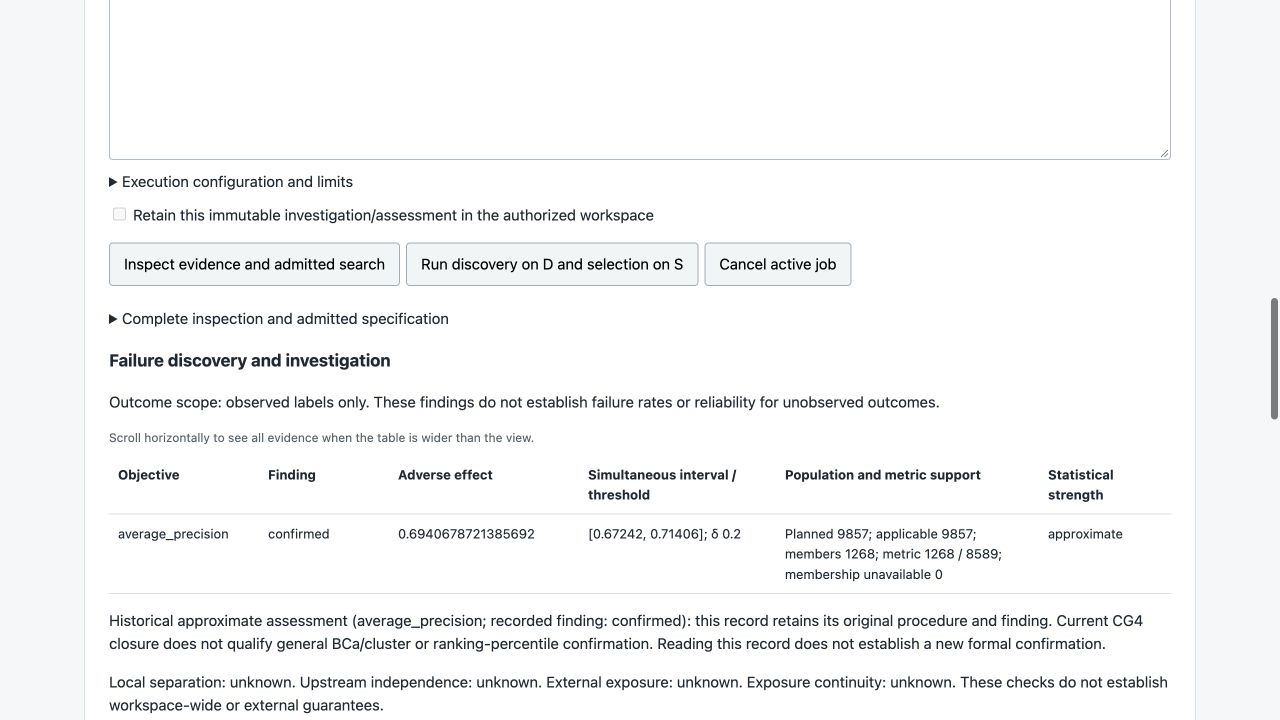 Execution configuration and limits
Retain this immutable investigation/assessment in the authorized workspace
Inspect evidence and admitted search
Run discovery on D and selection on S
Cancel active job
Complete inspection and admitted specification
Failure discovery and investigation
Outcome scope: observed labels only. These findings do not establish failure rates or reliability for unobserved outcomes.
Scroll horizontally to see all evidence when the table is wider than the view.
Objective Finding Adverse effect Simultaneous interval / threshold Population and metric support Statistical strength
average_precision confirmed 0.6940678721385692 [0.67242, 0.71406]; δ 0.2 Planned 9857; applicable 9857; members 1268; metric 1268 / 8589; membership unavailable 0 approximate
Historical approximate assessment (average_precision; recorded finding: confirmed): this record retains its original procedure and finding. Current CG4
closure does not qualify general BCa/cluster or ranking-percentile confirmation. Reading this record does not establish a new formal confirmation.
Local separation: unknown. Upstream independence: unknown. External exposure: unknown. Exposure continuity: unknown. These checks do not establish
workspace-wide or external guarantees.